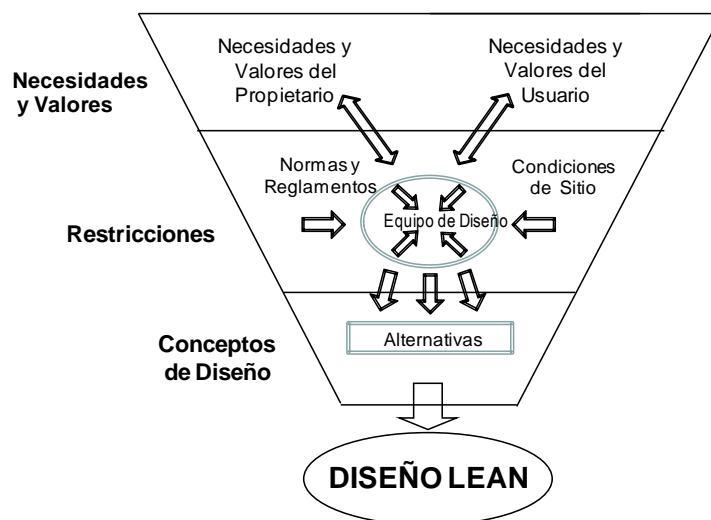 Necesidades y
Valores del
Propietario
Necesidades y
Valores del
Usuario
Necesidades
y Valores
Normas y
Reglamentos
Condiciones
de Sitio
Equipo de Diseño
Restricciones
Alternativas
Conceptos
de Diseño
DISEÑO LEAN